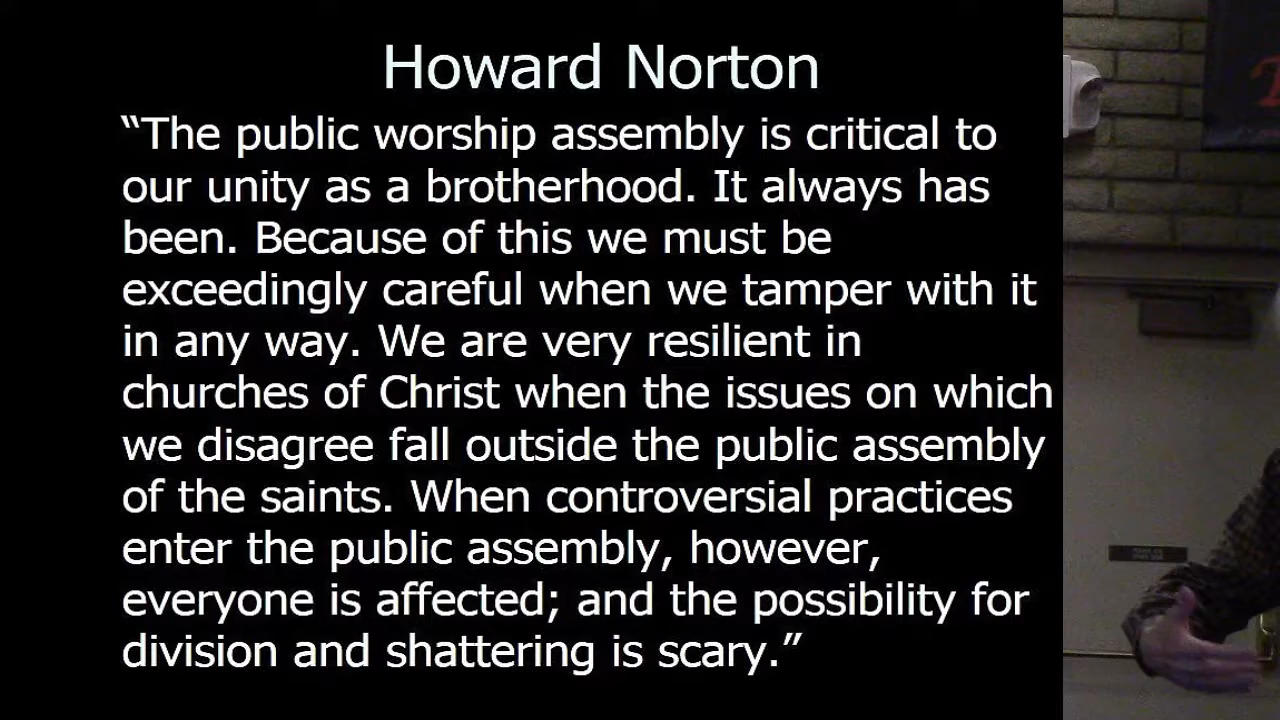 Howard Norton
“The public worship assembly is critical to
our unity as a brotherhood. It always has
been. Because of this we must be
exceedingly careful when we tamper with it
in any way. We are very resilient in
churches of Christ when the issues on which
we disagree fall outside the public assembly
of the saints. When controversial practices
enter the public assembly, however,
everyone is affected; and the possibility for
division and shattering is scary.”